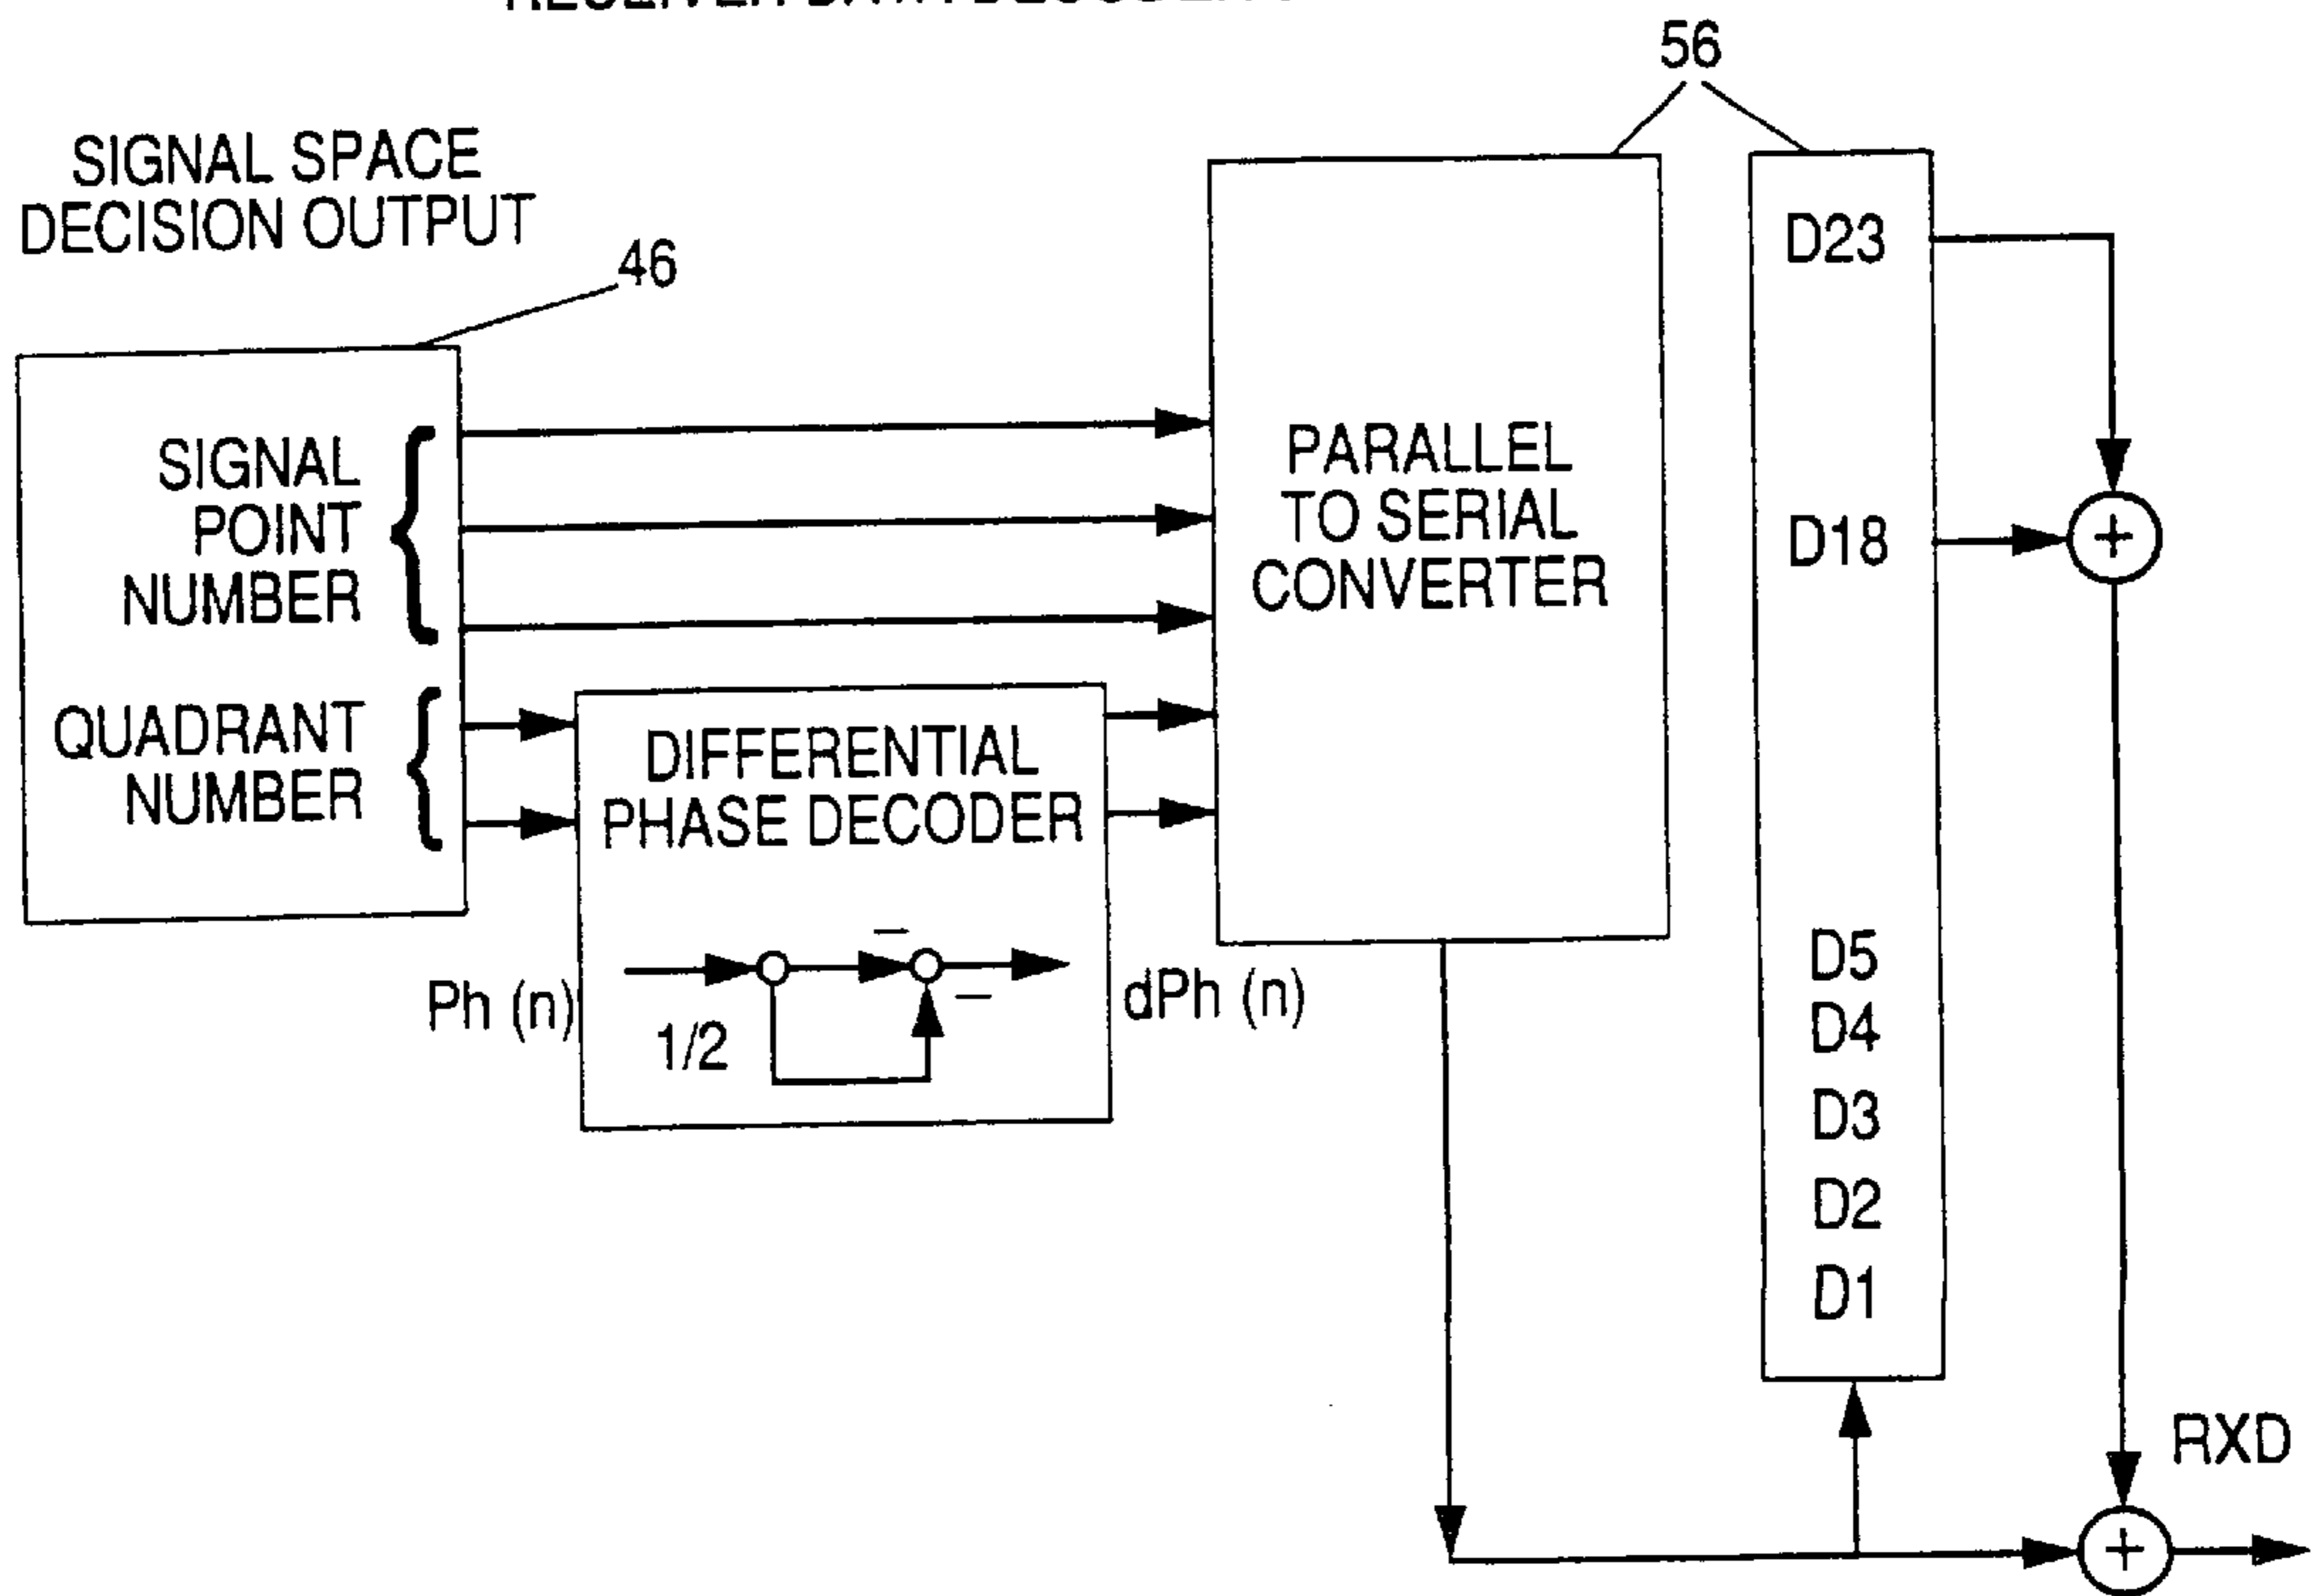 56
SIGNAL SPACE
DECISION OUTPUT
46
SIGNAL
POINT
NUMBER
QUADRANT
NUMBER
DIFFERENTIAL
PHASE DECODER
Ph (n)
1/2
dPh (n)
PARALLEL
TO SERIAL
CONVERTER
D23
D18
D5
D4
D3
D2
D1
+
+
RXD